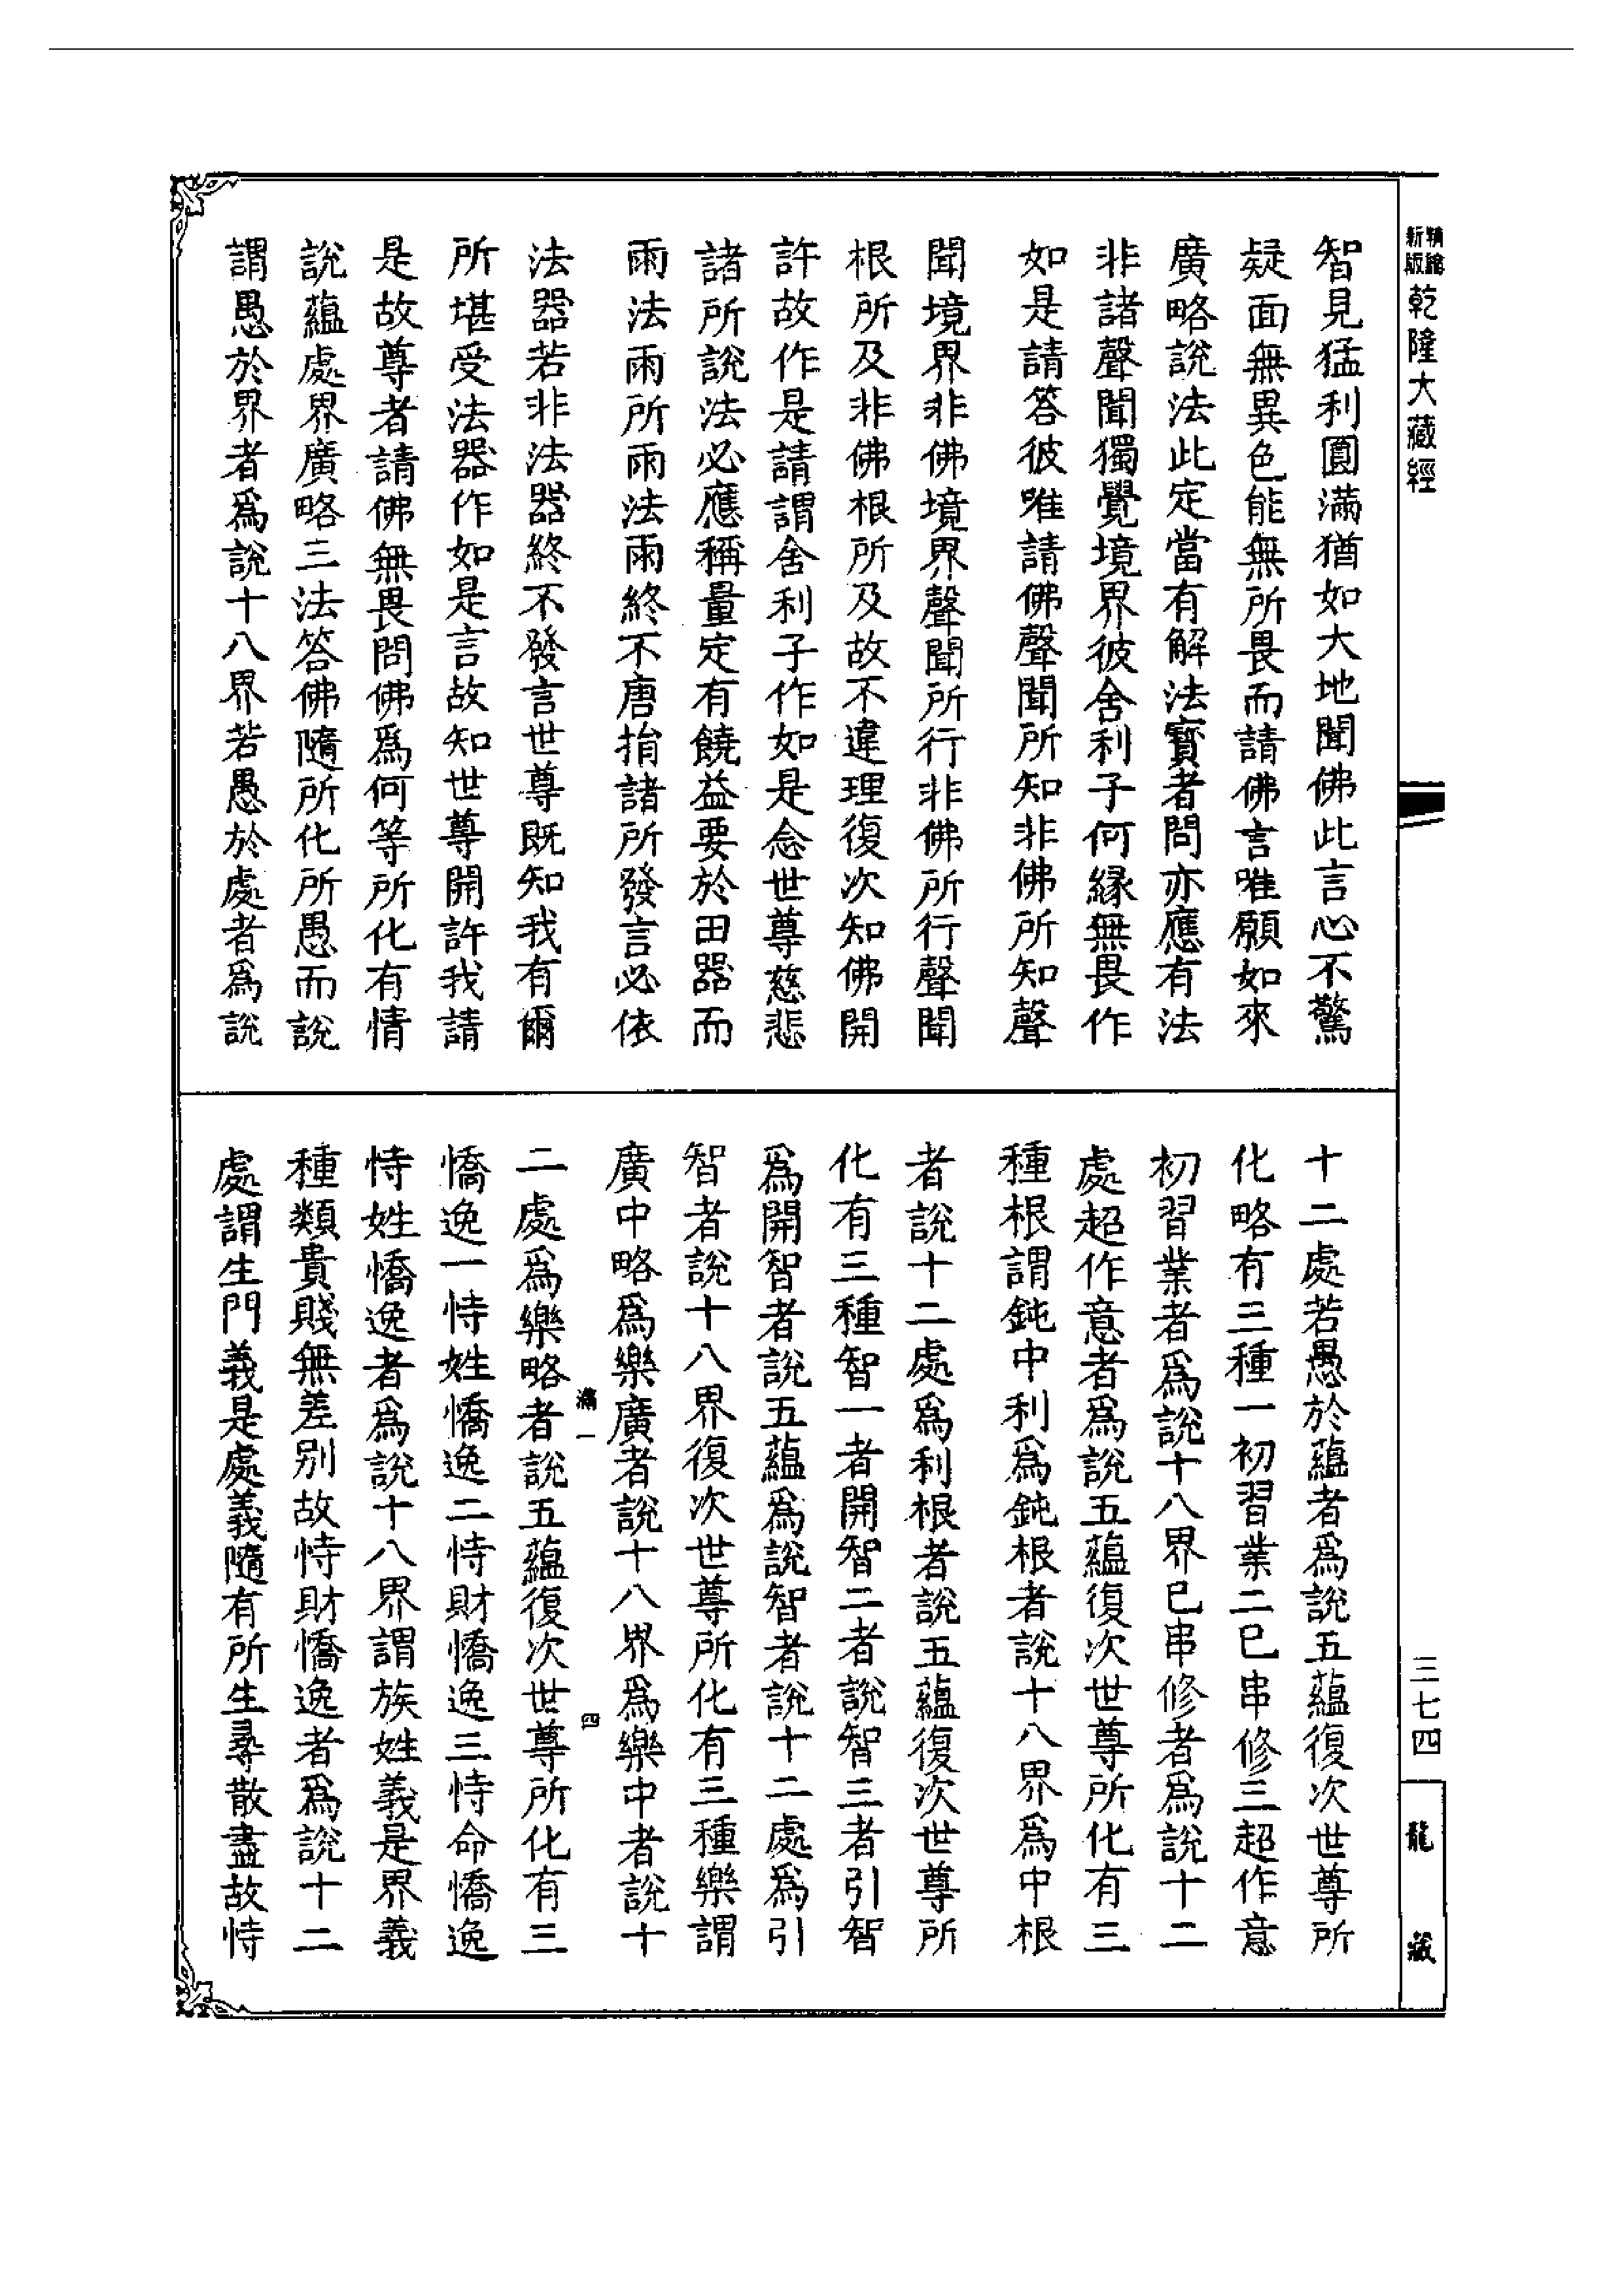 精縮新版
乾隆大藏經
智見猛利圓滿猶如大地聞佛此言心不驚
疑面無異色能無所畏而請佛言唯願如來
廣略說法此定當有解法寶者問亦應有法
非諸聲聞獨覺境界彼舍利子何緣無畏作
如是請答彼唯請佛聲聞所知非佛所知聲
聞境界非佛境界聲聞所行非佛所行聲聞
根所及非佛根所及故不違理復次知佛開
許故作是請謂舍利子作如是念世尊慈悲
諸所說法必應稱量定有饒益要於田器而
雨法雨所雨法雨終不唐捐諸所發言必依
法器若非法器終不發言世尊既知我有爾
所堪受法器作如是言故知世尊開許我請
是故尊者請佛無畏問佛爲何等所化有情
說蘊處界廣略三法答佛隨所化所愚而說
謂愚於界者爲說十八界若愚於處者爲說
十二處若愚於蘊者爲說五蘊復次世尊所
化略有三種一初習業二已串修三超作意
初習業者爲說十八界已串修者爲說十二
處超作意者爲說五蘊復次世尊所化有三
種根謂鈍中利爲鈍根者說十八界爲中根
者說十二處爲利根者說五蘊復次世尊所
化有三種智一者開智二者說智三者引智
爲開智者說五蘊爲說智者說十二處爲引
智者說十八界復次世尊所化有三種樂謂
廣中略爲樂廣者說十八界爲樂中者說十
滿一
四
二處爲樂略者說五蘊復次世尊所化有三
憍逸一恃姓憍逸二恃財憍逸三恃命憍逸
恃姓憍逸者爲說十八界謂族姓義是界義
種類貴賤無差别故恃財憍逸者爲說十二
處謂生門義是處義隨有所生尋散盡故恃
三七四
龍藏